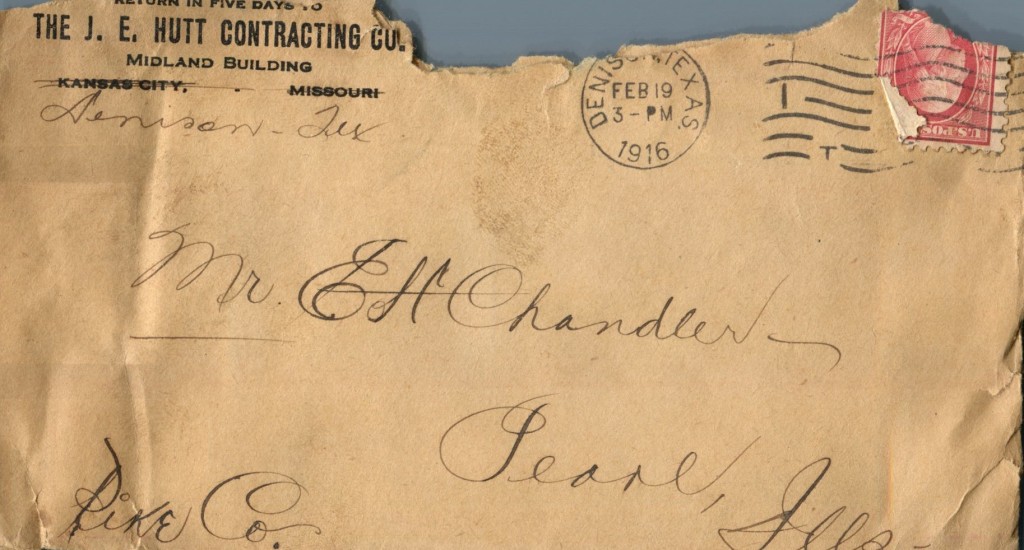 RETURN IN FIVE DAYS TO
THE J. E. HUTT CONTRACTING CO.
MIDLAND BUILDING
KANSAS CITY, MISSOURI
Denison - Tex
DENISON, TEXAS
FEB 19
3 - PM.
1916
T
U.S. POS
Mr. E H Chandler
Pearl, Ills-
Pike Co.